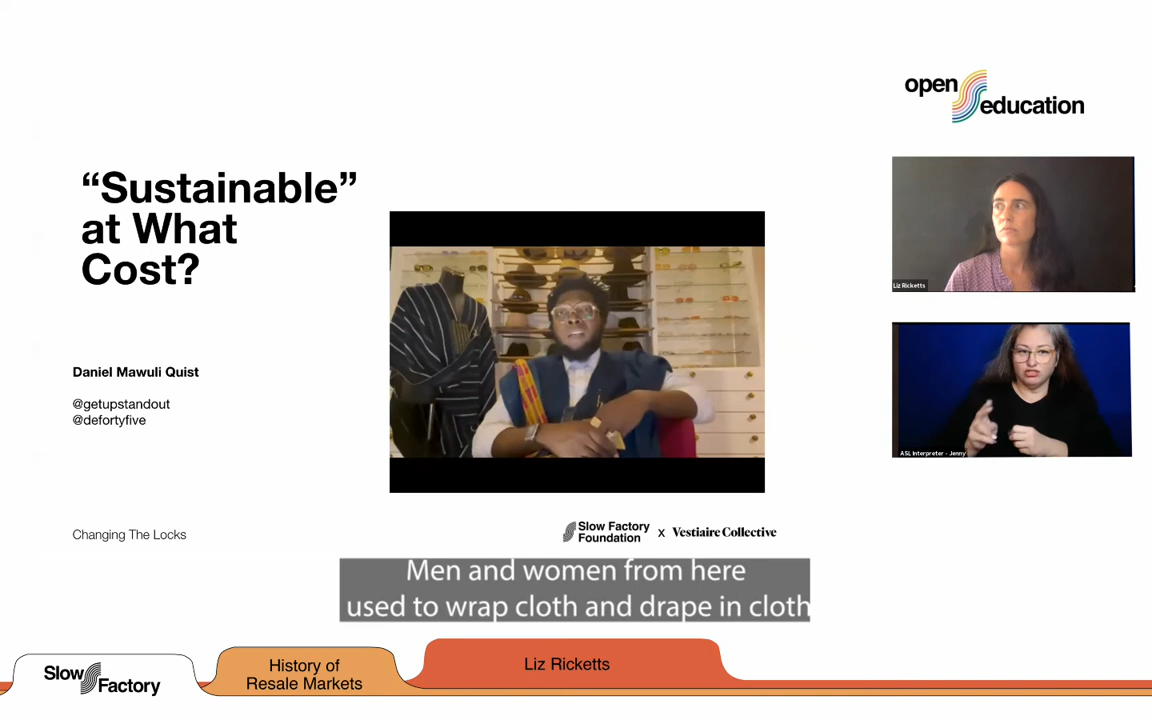 open
education
“Sustainable”
at What
Cost?
Liz Ricketts
Daniel Mawuli Quist
@getupstandout
@defortyfive
ASL Interpreter - Jenny
Changing The Locks
Slow Factory
Foundation
x
Vestiaire Collective
Men and women from here
used to wrap cloth and drape in cloth
Slow
Factory
History of
Resale Markets
Liz Ricketts